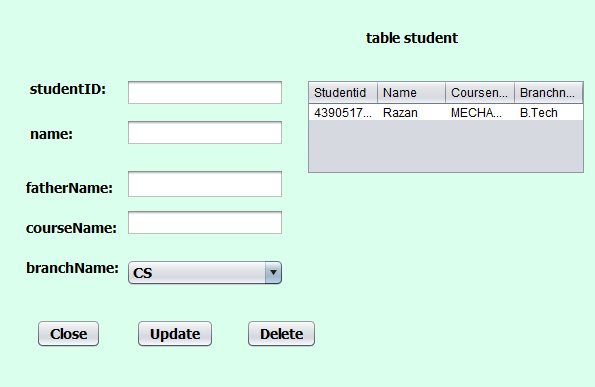 table student
studentID:
name:
fatherName:
courseName:
branchName: CS
Studentid Name Coursen... Branchn...
4390517... Razan MECHA... B.Tech
Close Update Delete